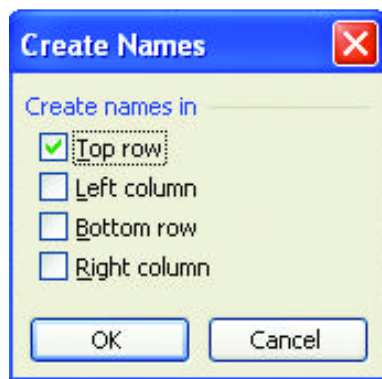 Create Names
Create names in
Top row
Left column
Bottom row
Right column
OK
Cancel